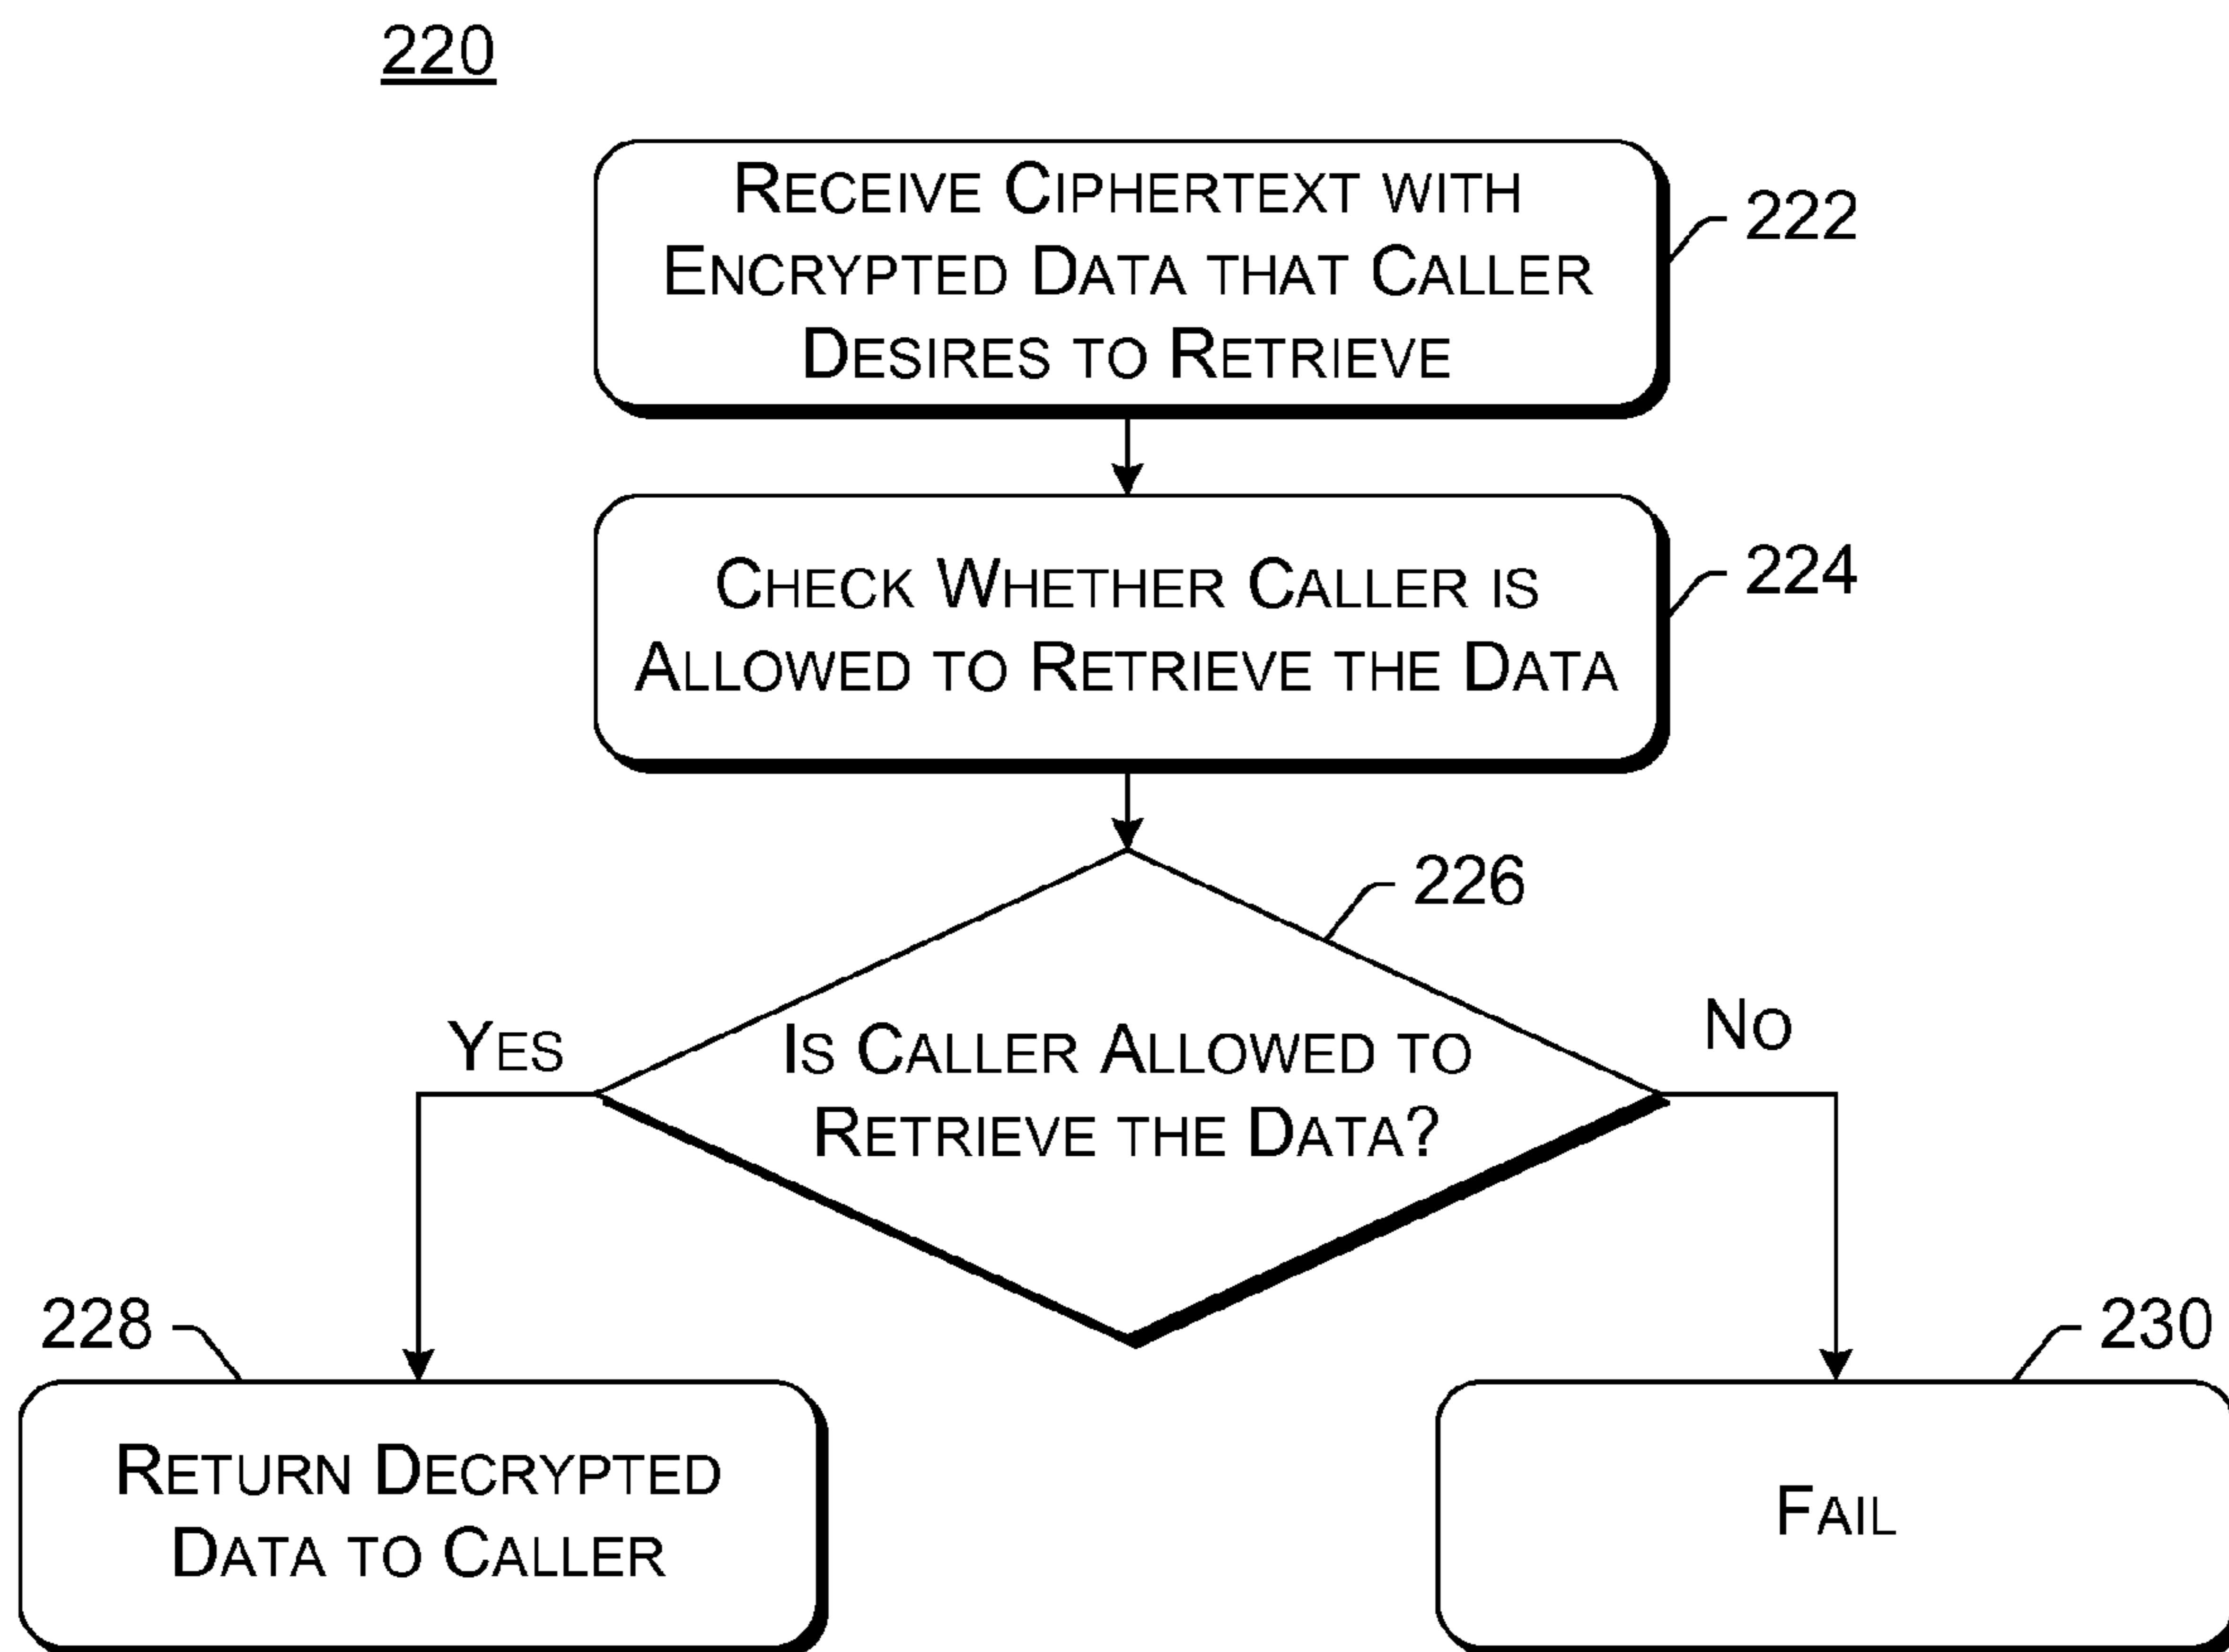 220
Receive Ciphertext with
Encrypted Data that Caller
Desires to Retrieve
222
Check Whether Caller is
Allowed to Retrieve the Data
224
226
Yes
Is Caller Allowed to
Retrieve the Data?
No
228
Return Decrypted
Data to Caller
230
Fail